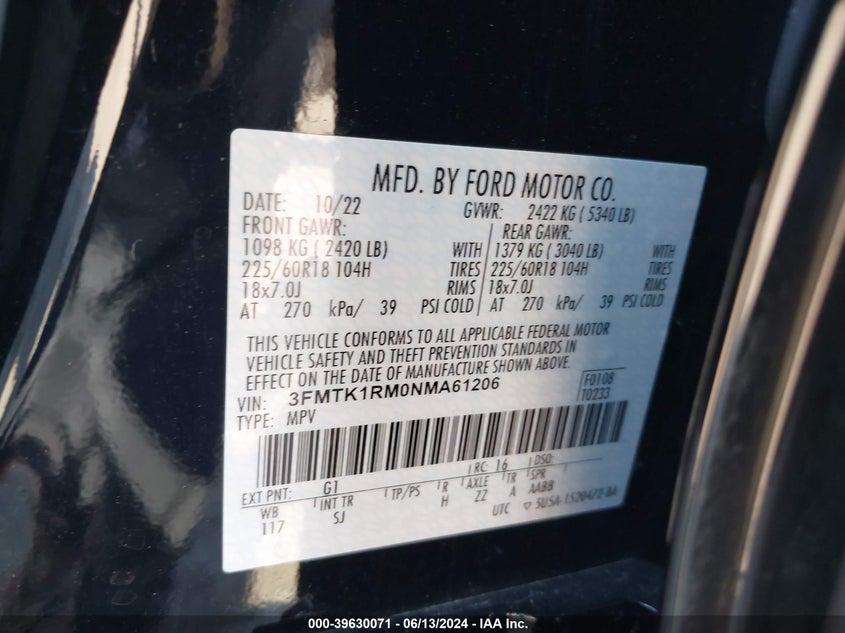 MFD. BY FORD MOTOR CO.
DATE: 10/22 GVWR: 2422 KG ( 5340 LB)
FRONT GAWR: REAR GAWR:
1098 KG ( 2420 LB) WITH 1379 KG ( 3040 LB) WITH
225/60R18 104H TIRES 225/60R18 104H TIRES
18x7.0J RIMS 18x7.0J RIMS
AT 270 kPa/ 39 PSI COLD AT 270 kPa/ 39 PSI COLD
THIS VEHICLE CONFORMS TO ALL APPLICABLE FEDERAL MOTOR
VEHICLE SAFETY AND THEFT PREVENTION STANDARDS IN
EFFECT ON THE DATE OF MANUFACTURE SHOWN ABOVE.
VIN: 3FMTK1RM0NMA61206 F0108
TYPE: MPV T0233
EXT PNT: G1 RC: 16 DSO:
WB INT TR TP/PS R AXLE TR SPR
117 SJ H ZZ A AABB
UTC
000-39630071 / 06/13/2024 - IAA Inc.